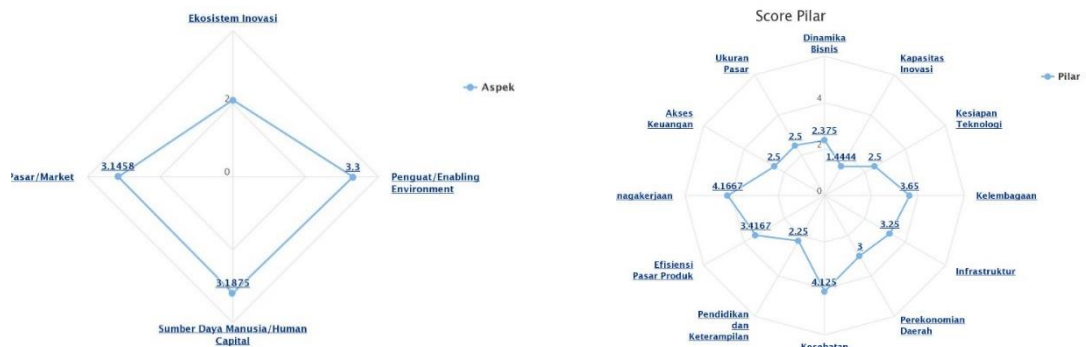 Ekosistem Inovasi
Aspek
2
0
3.1458
3.3
Pasar/Market
Penguat/Enabling
Environment
3.1875
Sumber Daya Manusia/Human
Capital
Score Pilar
Dinamika
Bisnis
Pilar
Ukuran
Pasar
Kapasitas
Inovasi
4
Akses
Keuangan
Kesiapan
Teknologi
2.5
2.375
2
2.5
1.4444
2.5
4.1667
3.65
nagakerjaan
0
Kelembagaan
3.4167
2.25
3
3.25
Efisiensi
Pasar Produk
Infrastruktur
4.125
Pendidikan
dan
Keterampilan
Perekonomian
Daerah
Kesehatan